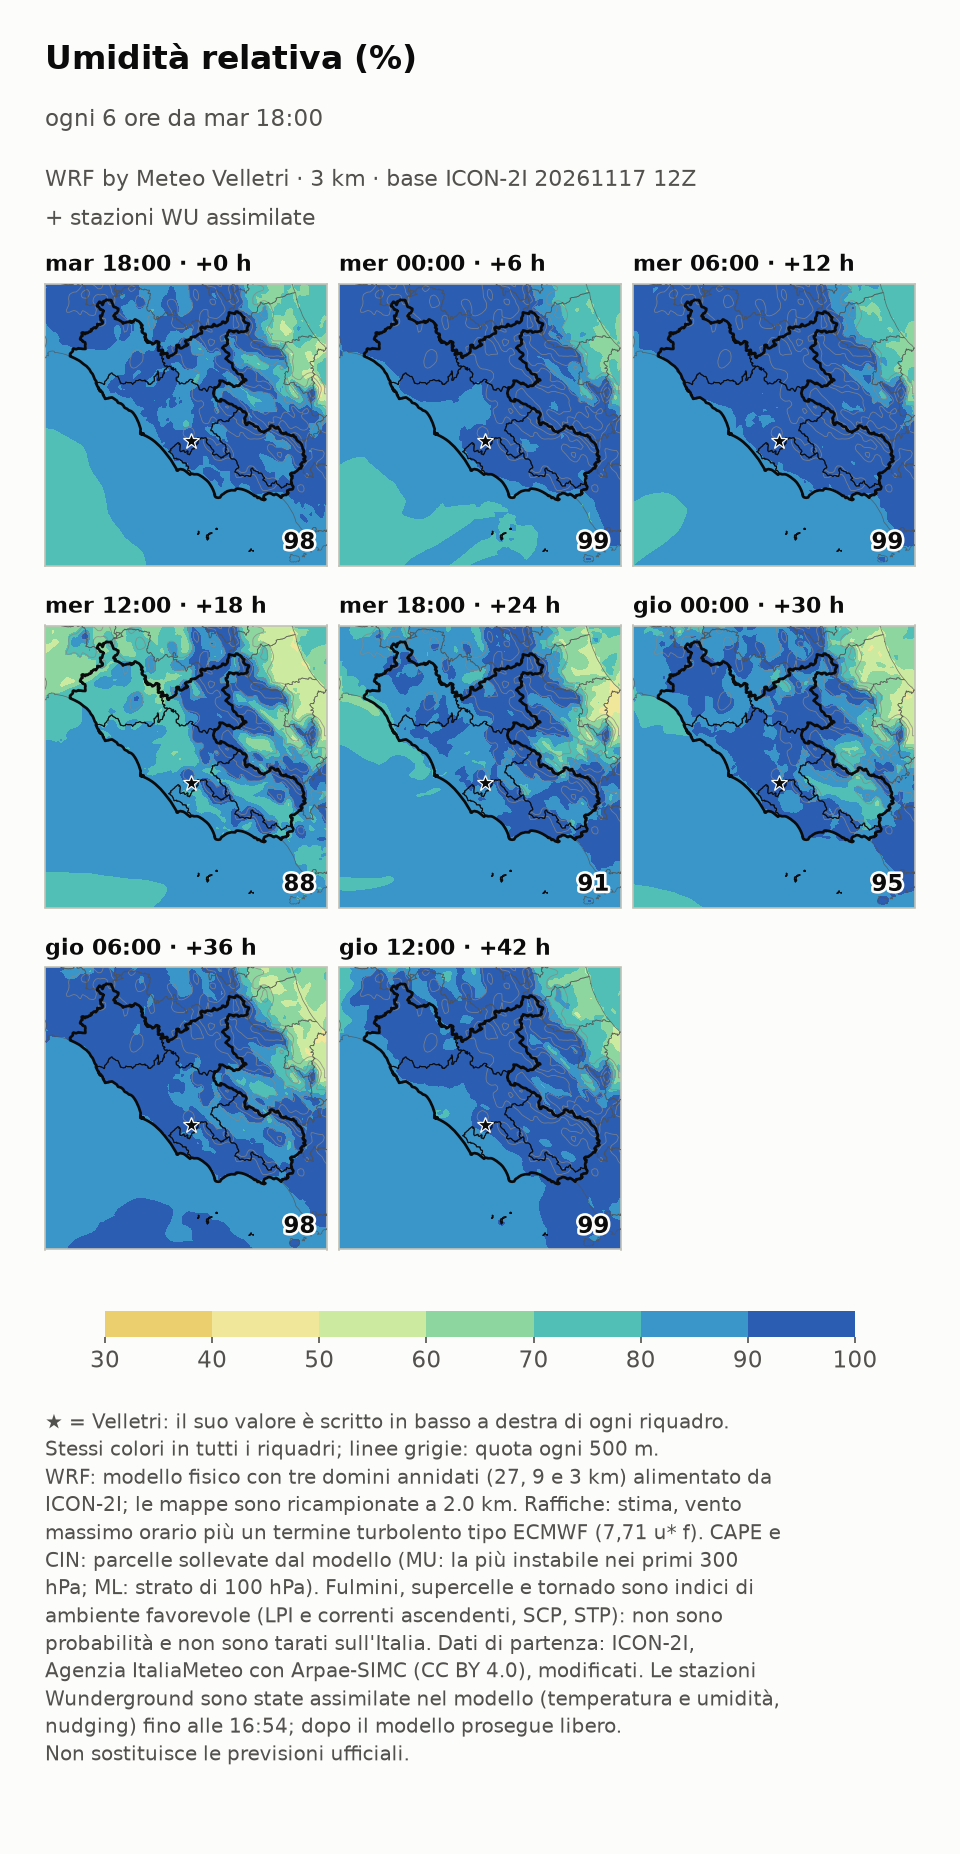 Umidità relativa (%)
ogni 6 ore da mar 18:00
WRF by Meteo Velletri · 3 km · base ICON-2I 20261117 12Z
+ stazioni WU assimilate
mar 18:00 · +0 h
mer 00:00 · +6 h
mer 06:00 · +12 h
98
99
99
mer 12:00 · +18 h
mer 18:00 · +24 h
gio 00:00 · +30 h
88
91
95
gio 06:00 · +36 h
gio 12:00 · +42 h
98
99
30 40 50 60 70 80 90 100
★ = Velletri: il suo valore è scritto in basso a destra di ogni riquadro.
Stessi colori in tutti i riquadri; linee grigie: quota ogni 500 m.
WRF: modello fisico con tre domini annidati (27, 9 e 3 km) alimentato da
ICON-2I; le mappe sono ricampionate a 2.0 km. Raffiche: stima, vento
massimo orario più un termine turbolento tipo ECMWF (7,71 u* f). CAPE e
CIN: parcelle sollevate dal modello (MU: la più instabile nei primi 300
hPa; ML: strato di 100 hPa). Fulmini, supercelle e tornado sono indici di
ambiente favorevole (LPI e correnti ascendenti, SCP, STP): non sono
probabilità e non sono tarati sull'Italia. Dati di partenza: ICON-2I,
Agenzia ItaliaMeteo con Arpae-SIMC (CC BY 4.0), modificati. Le stazioni
Wunderground sono state assimilate nel modello (temperatura e umidità,
nudging) fino alle 16:54; dopo il modello prosegue libero.
Non sostituisce le previsioni ufficiali.